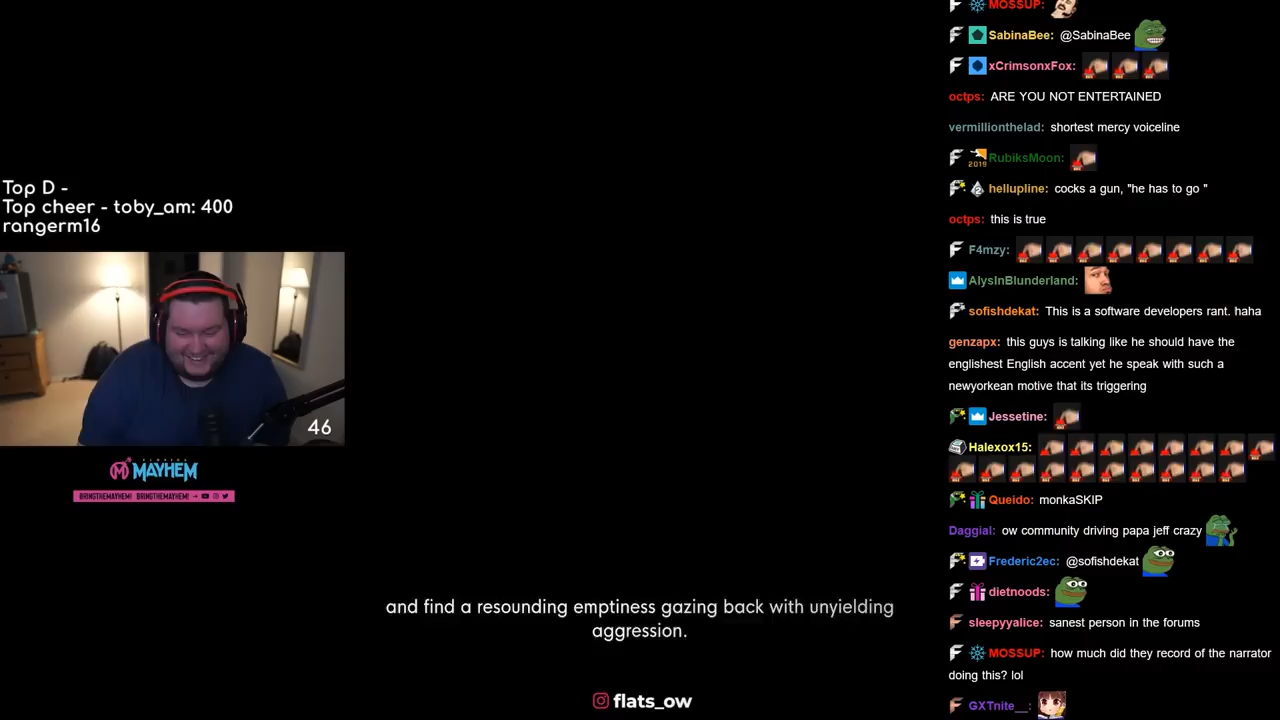 Top D -
Top cheer - toby_am: 400
rangerm16
46
MAYHEM
BRINGTHEMAYHEM! BRINGTHEMAYHEM!
and find a resounding emptiness gazing back with unyielding
aggression.
flats_ow
MOSSUP:
SabinaBee: @SabinaBee
xCrimsonxFox:
octps: ARE YOU NOT ENTERTAINED
vermillionthelad: shortest mercy voiceline
2019 RubiksMoon:
hellupline: cocks a gun, "he has to go "
octps: this is true
F4mzy:
AlysInBlunderland:
sofishdekat: This is a software developers rant. haha
genzapx: this guys is talking like he should have the
englishest English accent yet he speak with such a
newyorkean motive that its triggering
Jessetine:
Halexox15:
Queido: monkaSKIP
Daggial: ow community driving papa jeff crazy
Frederic2ec: @sofishdekat
dietnoods:
sleepyyalice: sanest person in the forums
MOSSUP: how much did they record of the narrator
doing this? lol
GXTnite__: